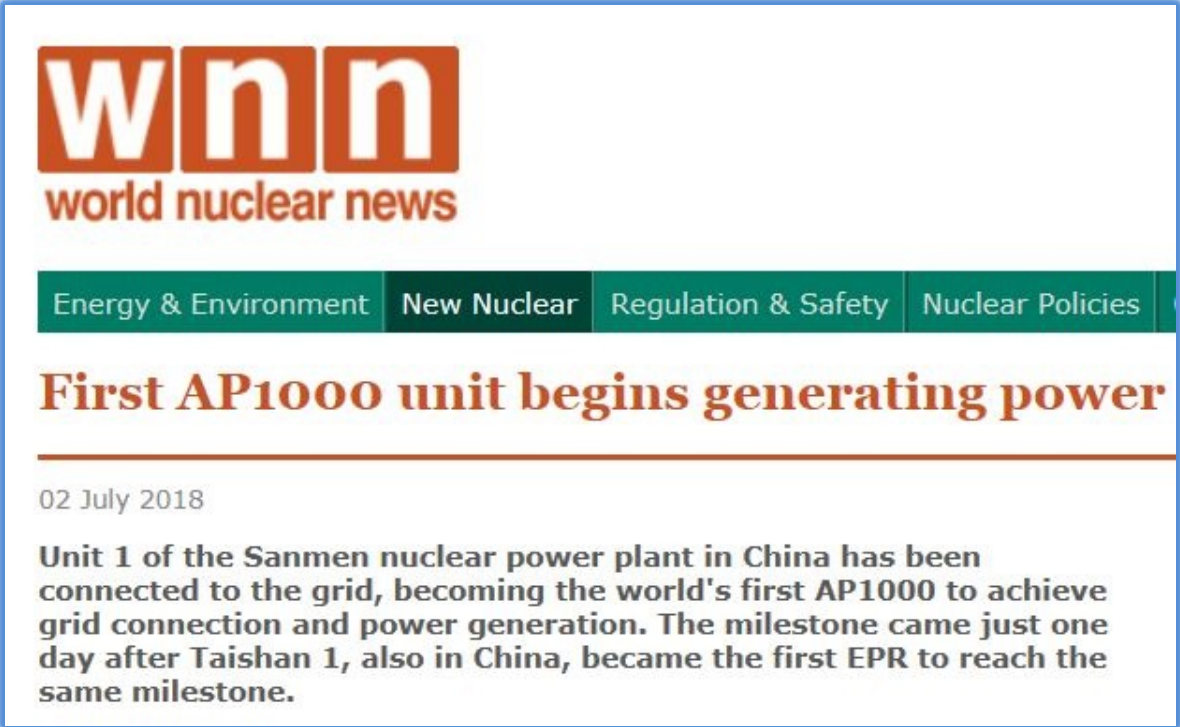 wnn
world nuclear news
Energy & Environment New Nuclear Regulation & Safety Nuclear Policies
First AP1000 unit begins generating power
02 July 2018
Unit 1 of the Sanmen nuclear power plant in China has been
connected to the grid, becoming the world's first AP1000 to achieve
grid connection and power generation. The milestone came just one
day after Taishan 1, also in China, became the first EPR to reach the
same milestone.